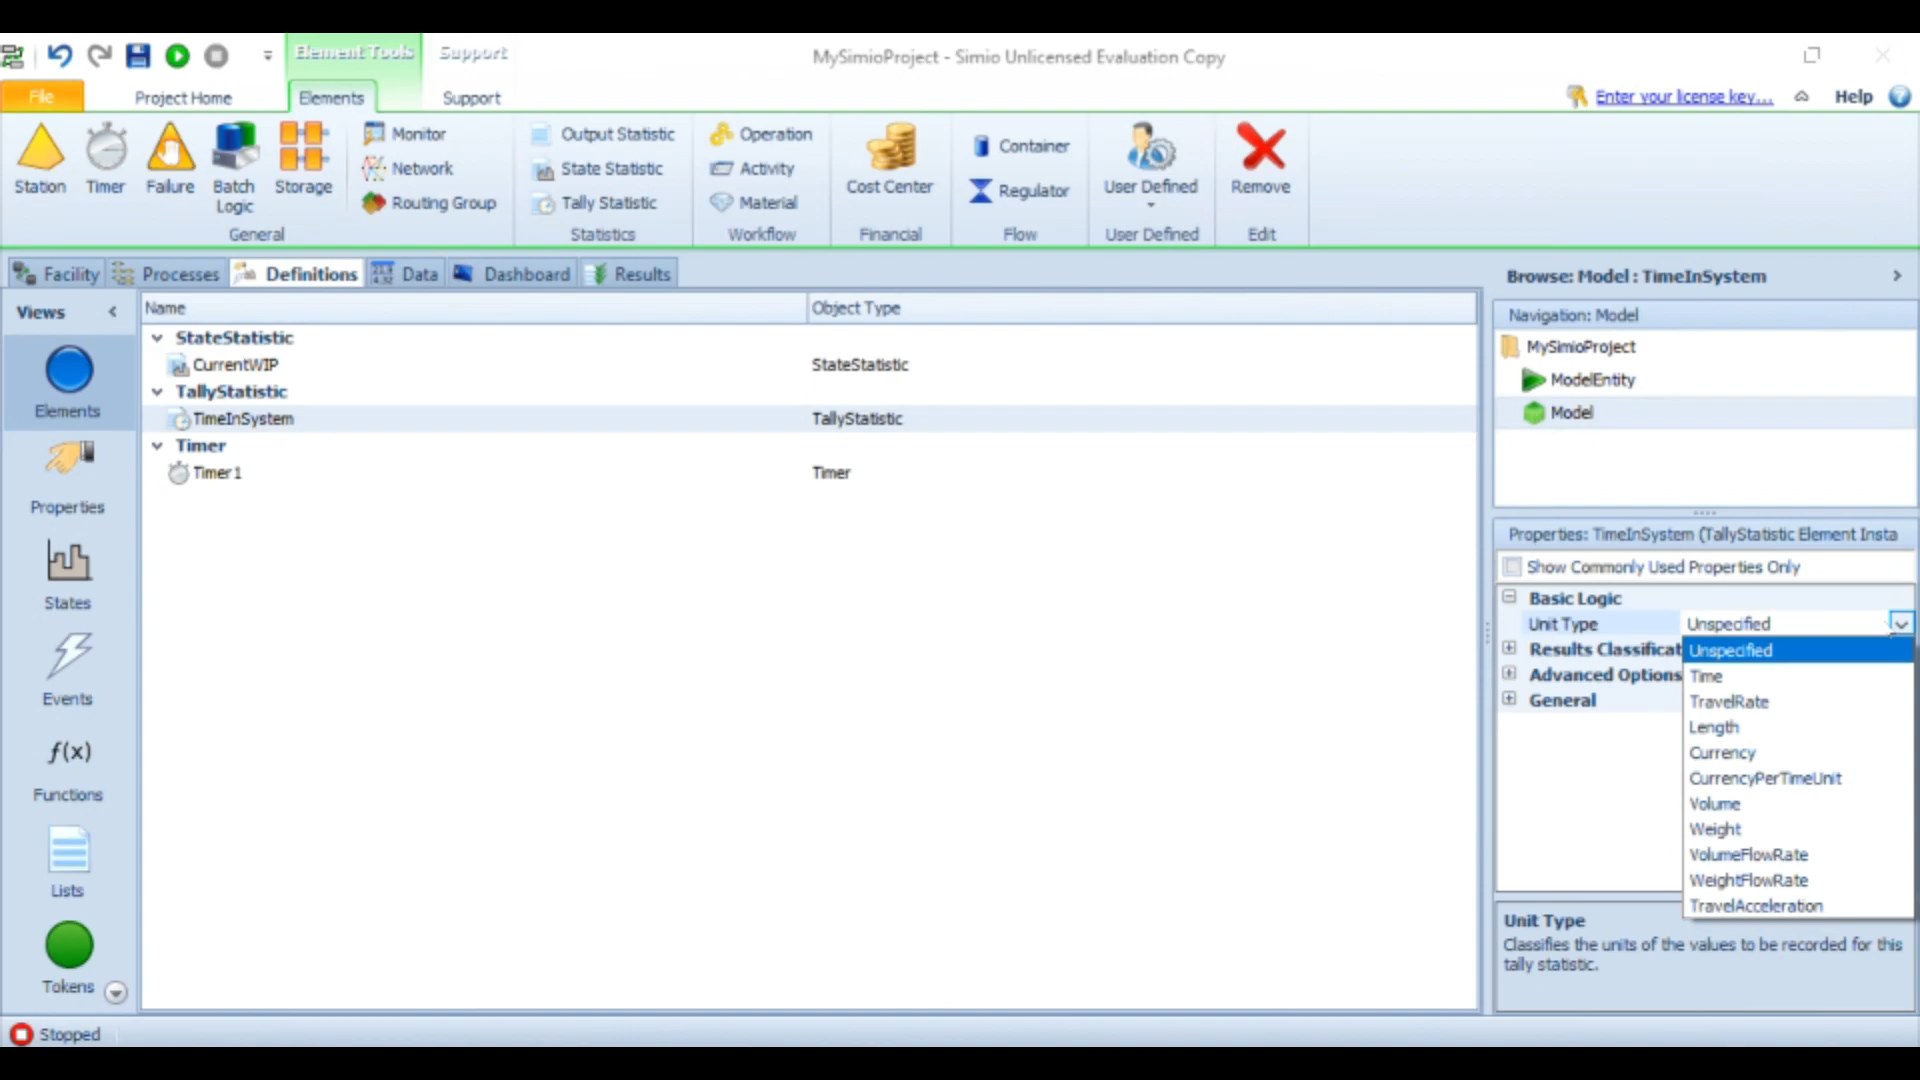 Element Tools
Support
MySimioProject - Simio Unlicensed Evaluation Copy
File
Project Home
Elements
Support
Enter your license key...
Help
Station
Timer
Failure
Batch Logic
Storage
Monitor
Network
Routing Group
General
Output Statistic
State Statistic
Tally Statistic
Statistics
Operation
Activity
Material
Workflow
Cost Center
Financial
Container
Regulator
Flow
User Defined
User Defined
Remove
Edit
Facility
Processes
Definitions
Data
Dashboard
Results
Views
Elements
Properties
States
Events
f(x)
Functions
Lists
Tokens
Name
Object Type
StateStatistic
CurrentWIP
StateStatistic
TallyStatistic
TimeInSystem
TallyStatistic
Timer
Timer1
Timer
Browse: Model : TimeInSystem
Navigation: Model
MySimioProject
ModelEntity
Model
Properties: TimeInSystem (TallyStatistic Element Insta
Show Commonly Used Properties Only
Basic Logic
Unit Type
Unspecified
Results Classificat
Advanced Options
General
Unspecified
Time
TravelRate
Length
Currency
CurrencyPerTimeUnit
Volume
Weight
VolumeFlowRate
WeightFlowRate
TravelAcceleration
Unit Type
Classifies the units of the values to be recorded for this
tally statistic.
Stopped